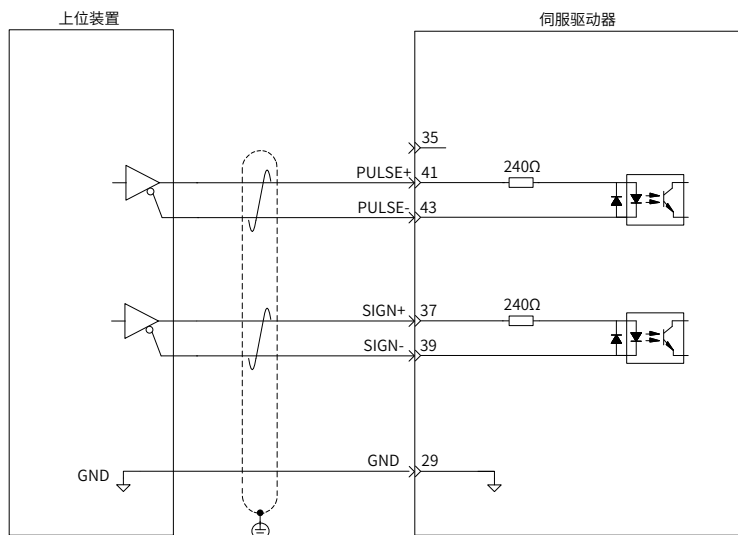 上位装置
伺服驱动器
35
PULSE+ 41
240Ω
PULSE- 43
SIGN+ 37
240Ω
SIGN- 39
GND
GND 29